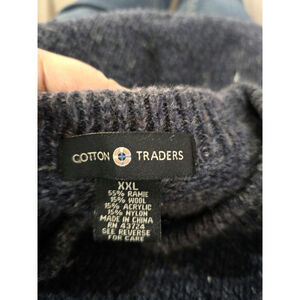 COTTON TRADERS
XXL
55% RAMIE
15% WOOL
15% ACRYLIC
15% NYLON
MADE IN CHINA
RN 43724
SEE REVERSE
FOR CARE